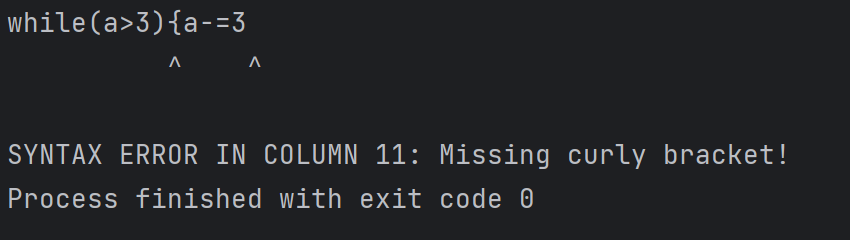 while(a>3){a-=3
          ^    ^
SYNTAX ERROR IN COLUMN 11: Missing curly bracket!
Process finished with exit code 0